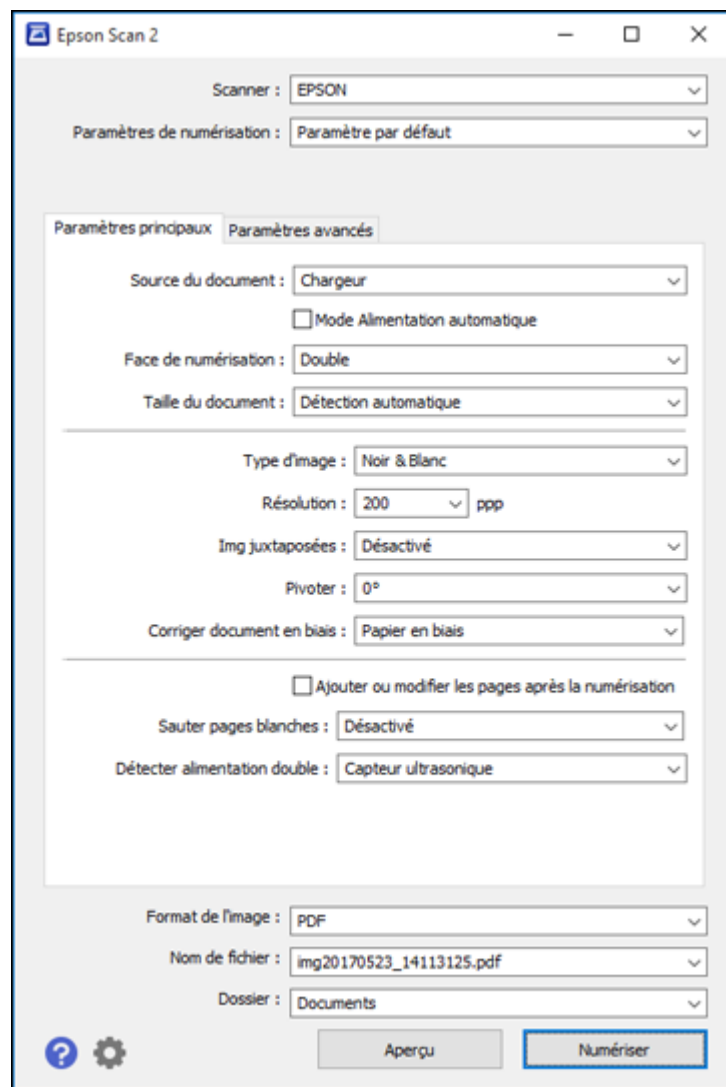 Epson Scan 2
Scanner : EPSON
Paramètres de numérisation : Paramètre par défaut
Paramètres principaux Paramètres avancés
Source du document : Chargeur
Mode Alimentation automatique
Face de numérisation : Double
Taille du document : Détection automatique
Type d'image : Noir & Blanc
Résolution : 200 ppp
Img juxtaposées : Désactivé
Pivoter : 0°
Corriger document en biais : Papier en biais
Ajouter ou modifier les pages après la numérisation
Sauter pages blanches : Désactivé
Détecter alimentation double : Capteur ultrasonique
Format de l'image : PDF
Nom de fichier : img20170523_14113125.pdf
Dossier : Documents
? Aperçu Numériser